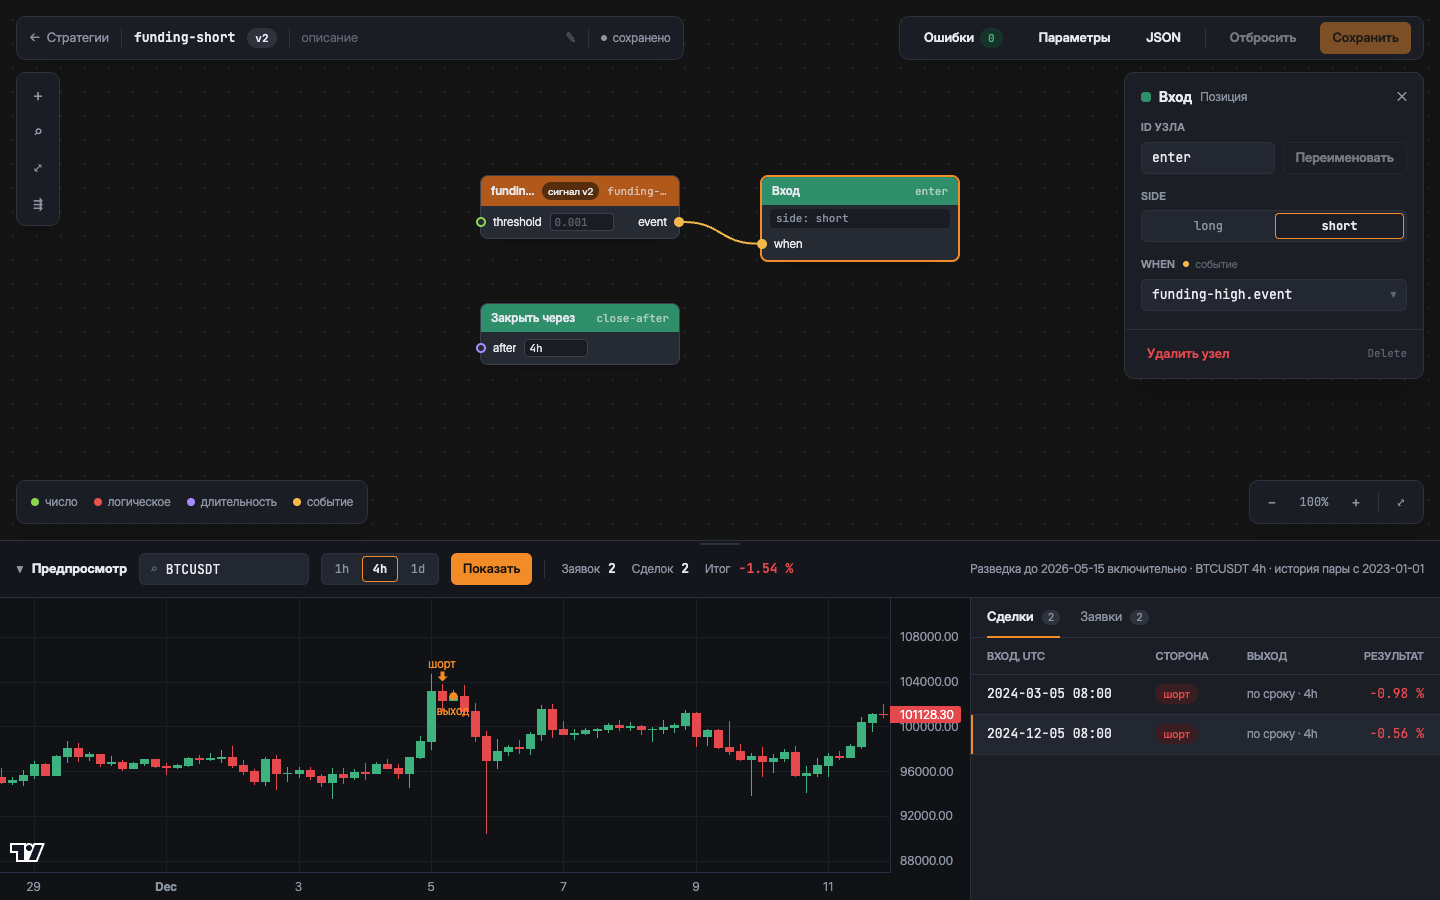 ← Стратегии funding-short v2 описание сохранено
Ошибки 0 Параметры JSON Отбросить Сохранить
Вход Позиция
ID УЗЛА
enter Переименовать
SIDE
long short
WHEN событие
funding-high.event
Удалить узел Delete
fundin... сигнал v2 funding-...
threshold 0.001 event
Вход enter
side: short
when
Закрыть через close-after
after 4h
число логическое длительность событие
− 100% +
Предпросмотр BTCUSDT 1h 4h 1d Показать Заявок 2 Сделок 2 Итог -1.54 %
Разведка до 2026-05-15 включительно · BTCUSDT 4h · история пары с 2023-01-01
шорт
выход
108000.00
104000.00
101128.30
100000.00
96000.00
92000.00
88000.00
29 Dec 3 5 7 9 11
Сделки 2 Заявки 2
ВХОД, UTC СТОРОНА ВЫХОД РЕЗУЛЬТАТ
2024-03-05 08:00 шорт по сроку · 4h -0.98 %
2024-12-05 08:00 шорт по сроку · 4h -0.56 %